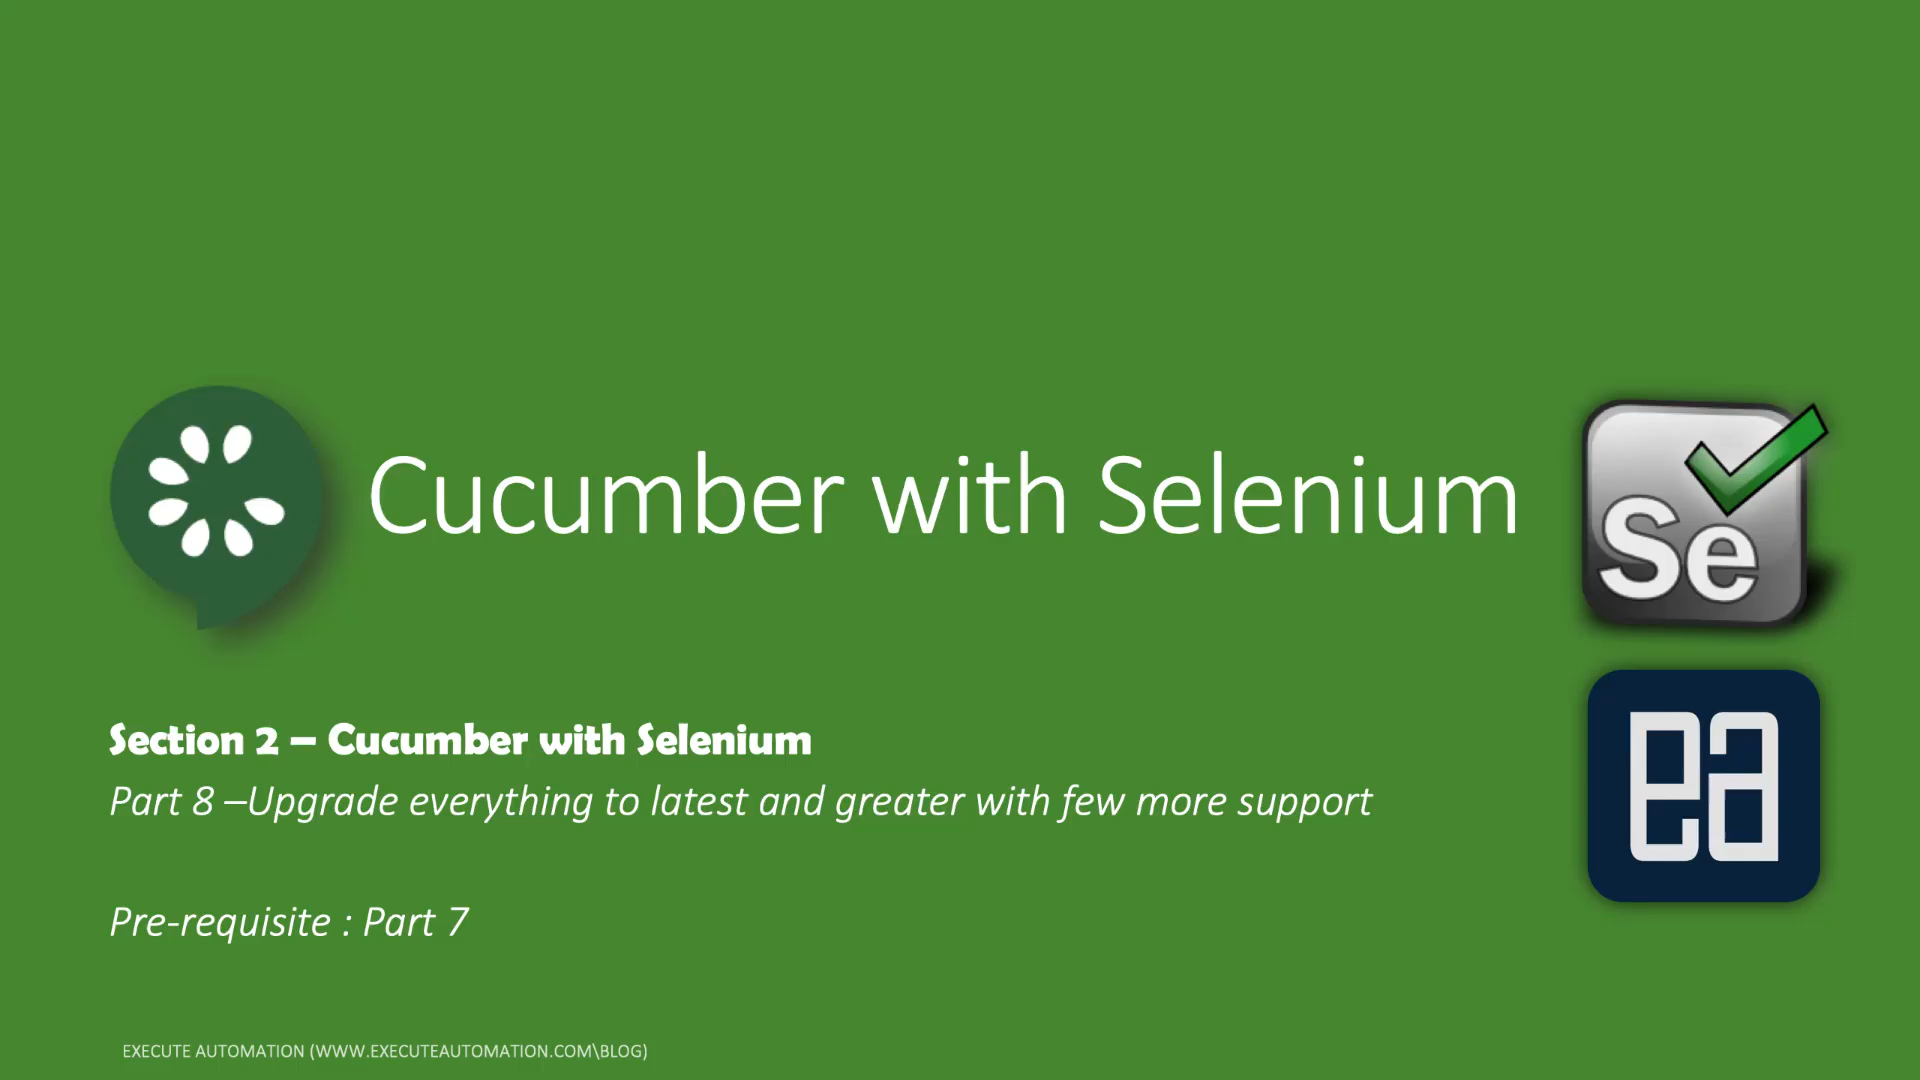 Cucumber with Selenium
Se
ea
Section 2 – Cucumber with Selenium
Part 8 –Upgrade everything to latest and greater with few more support
Pre-requisite : Part 7
EXECUTE AUTOMATION (WWW.EXECUTEAUTOMATION.COM\BLOG)